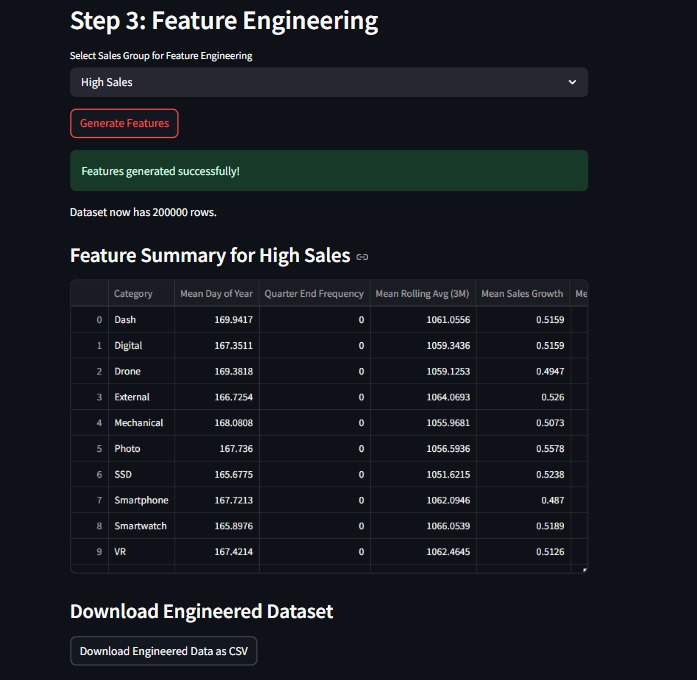 Step 3: Feature Engineering
Select Sales Group for Feature Engineering
High Sales
Generate Features
Features generated successfully!
Dataset now has 200000 rows.
Feature Summary for High Sales
Category Mean Day of Year Quarter End Frequency Mean Rolling Avg (3M) Mean Sales Growth Me
0 Dash 169.9417 0 1061.0556 0.5159
1 Digital 167.3511 0 1059.3436 0.5159
2 Drone 169.3818 0 1059.1253 0.4947
3 External 166.7254 0 1064.0693 0.526
4 Mechanical 168.0808 0 1055.9681 0.5073
5 Photo 167.736 0 1056.5936 0.5578
6 SSD 165.6775 0 1051.6215 0.5238
7 Smartphone 167.7213 0 1062.0946 0.487
8 Smartwatch 165.8976 0 1066.0539 0.5189
9 VR 167.4214 0 1062.4645 0.5126
Download Engineered Dataset
Download Engineered Data as CSV